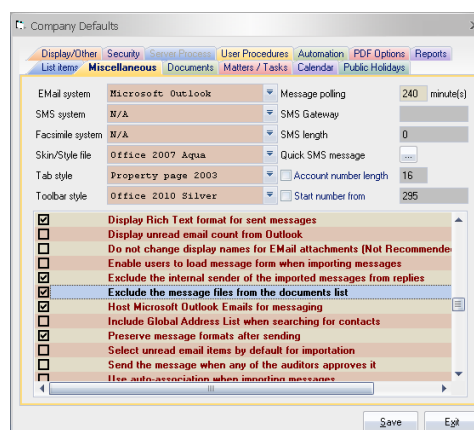 Company Defaults
Display/Other Security Server Process User Procedures Automation PDF Options Reports
List items Miscellaneous Documents Matters / Tasks Calendar Public Holidays
EMail system Microsoft Outlook Message polling 240 minute(s)
SMS system N/A SMS Gateway
Facsimile system N/A SMS length 0
Skin/Style file Office 2007 Aqua Quick SMS message ...
Tab style Property page 2003 Account number length 16
Toolbar style Office 2010 Silver Start number from 295
Display Rich Text format for sent messages
Display unread email count from Outlook
Do not change display names for EMail attachments (Not Recommende
Enable users to load message form when importing messages
Exclude the internal sender of the imported messages from replies
Exclude the message files from the documents list
Host Microsoft Outlook Emails for messaging
Include Global Address List when searching for contacts
Preserve message formats after sending
Select unread email items by default for importation
Send the message when any of the auditors approves it
Use auto-association when importing messages
Save Exit